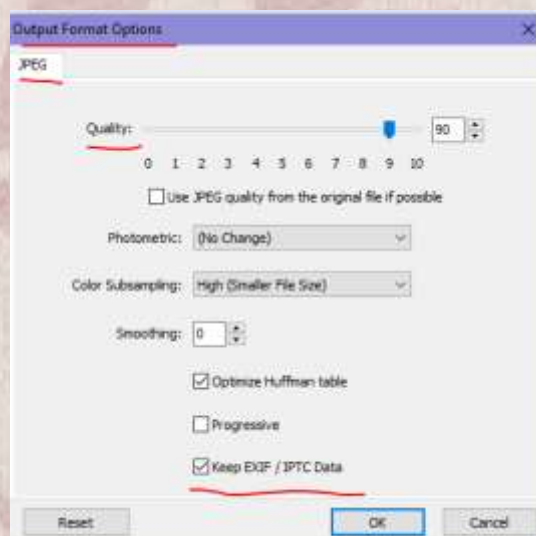 Output Format Options
JPEG
Quality: 90
0 1 2 3 4 5 6 7 8 9 10
Use JPEG quality from the original file if possible
Photometric: (No Change)
Color Subsampling: High (Smaller File Size)
Smoothing: 0
Optimize Huffman table
Progressive
Keep EXIF / IPTC Data
Reset OK Cancel